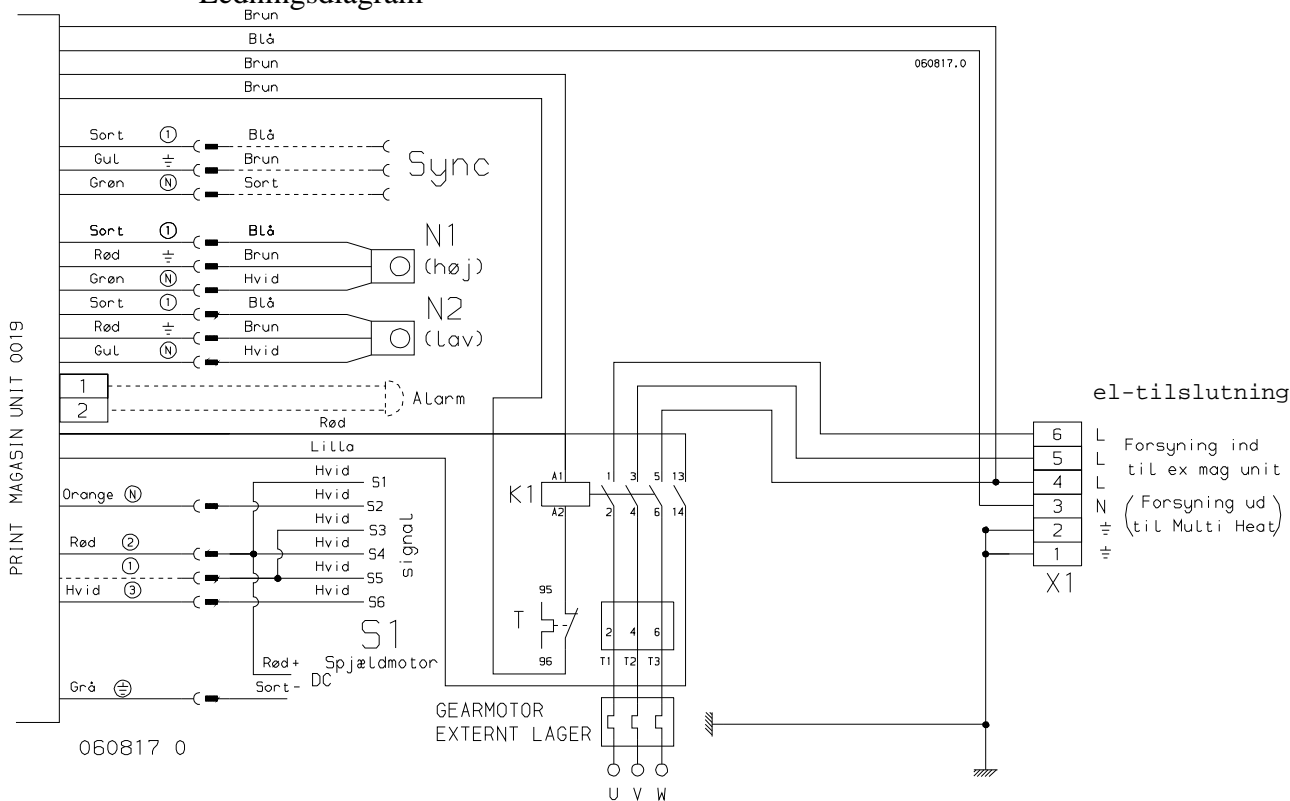 Ledningsdiagram
Brun
Blå
Brun
Brun
060817.0
Sort 1 Blå
Gul Brun
Grøn N Sort
Sync
Sort 1 Blå
Rød Brun
Grøn N Hvid
N1
(høj)
Sort 1 Blå
Rød Brun
Gul N Hvid
N2
(lav)
1
2
Alarm
PRINT MAGASIN UNIT 0019
Rød
Lilla
Hvid S1
Orange N Hvid S2
Hvid S3
Rød 2 Hvid S4
1 Hvid S5
Hvid 3 Hvid S6
signal
S1
Spjældmotor
Rød+
DC
Sort-
Grå
060817 0
K1
A1 1 3 5 13
A2 2 4 6 14
95
T
96
2 4 6
T1 T2 T3
GEARMOTOR
EXTERNT LAGER
U V W
el-tilslutning
6 L
5 L
4 L
3 N
2
1
X1
Forsyning ind
til ex mag unit
(Forsyning ud
til Multi Heat)